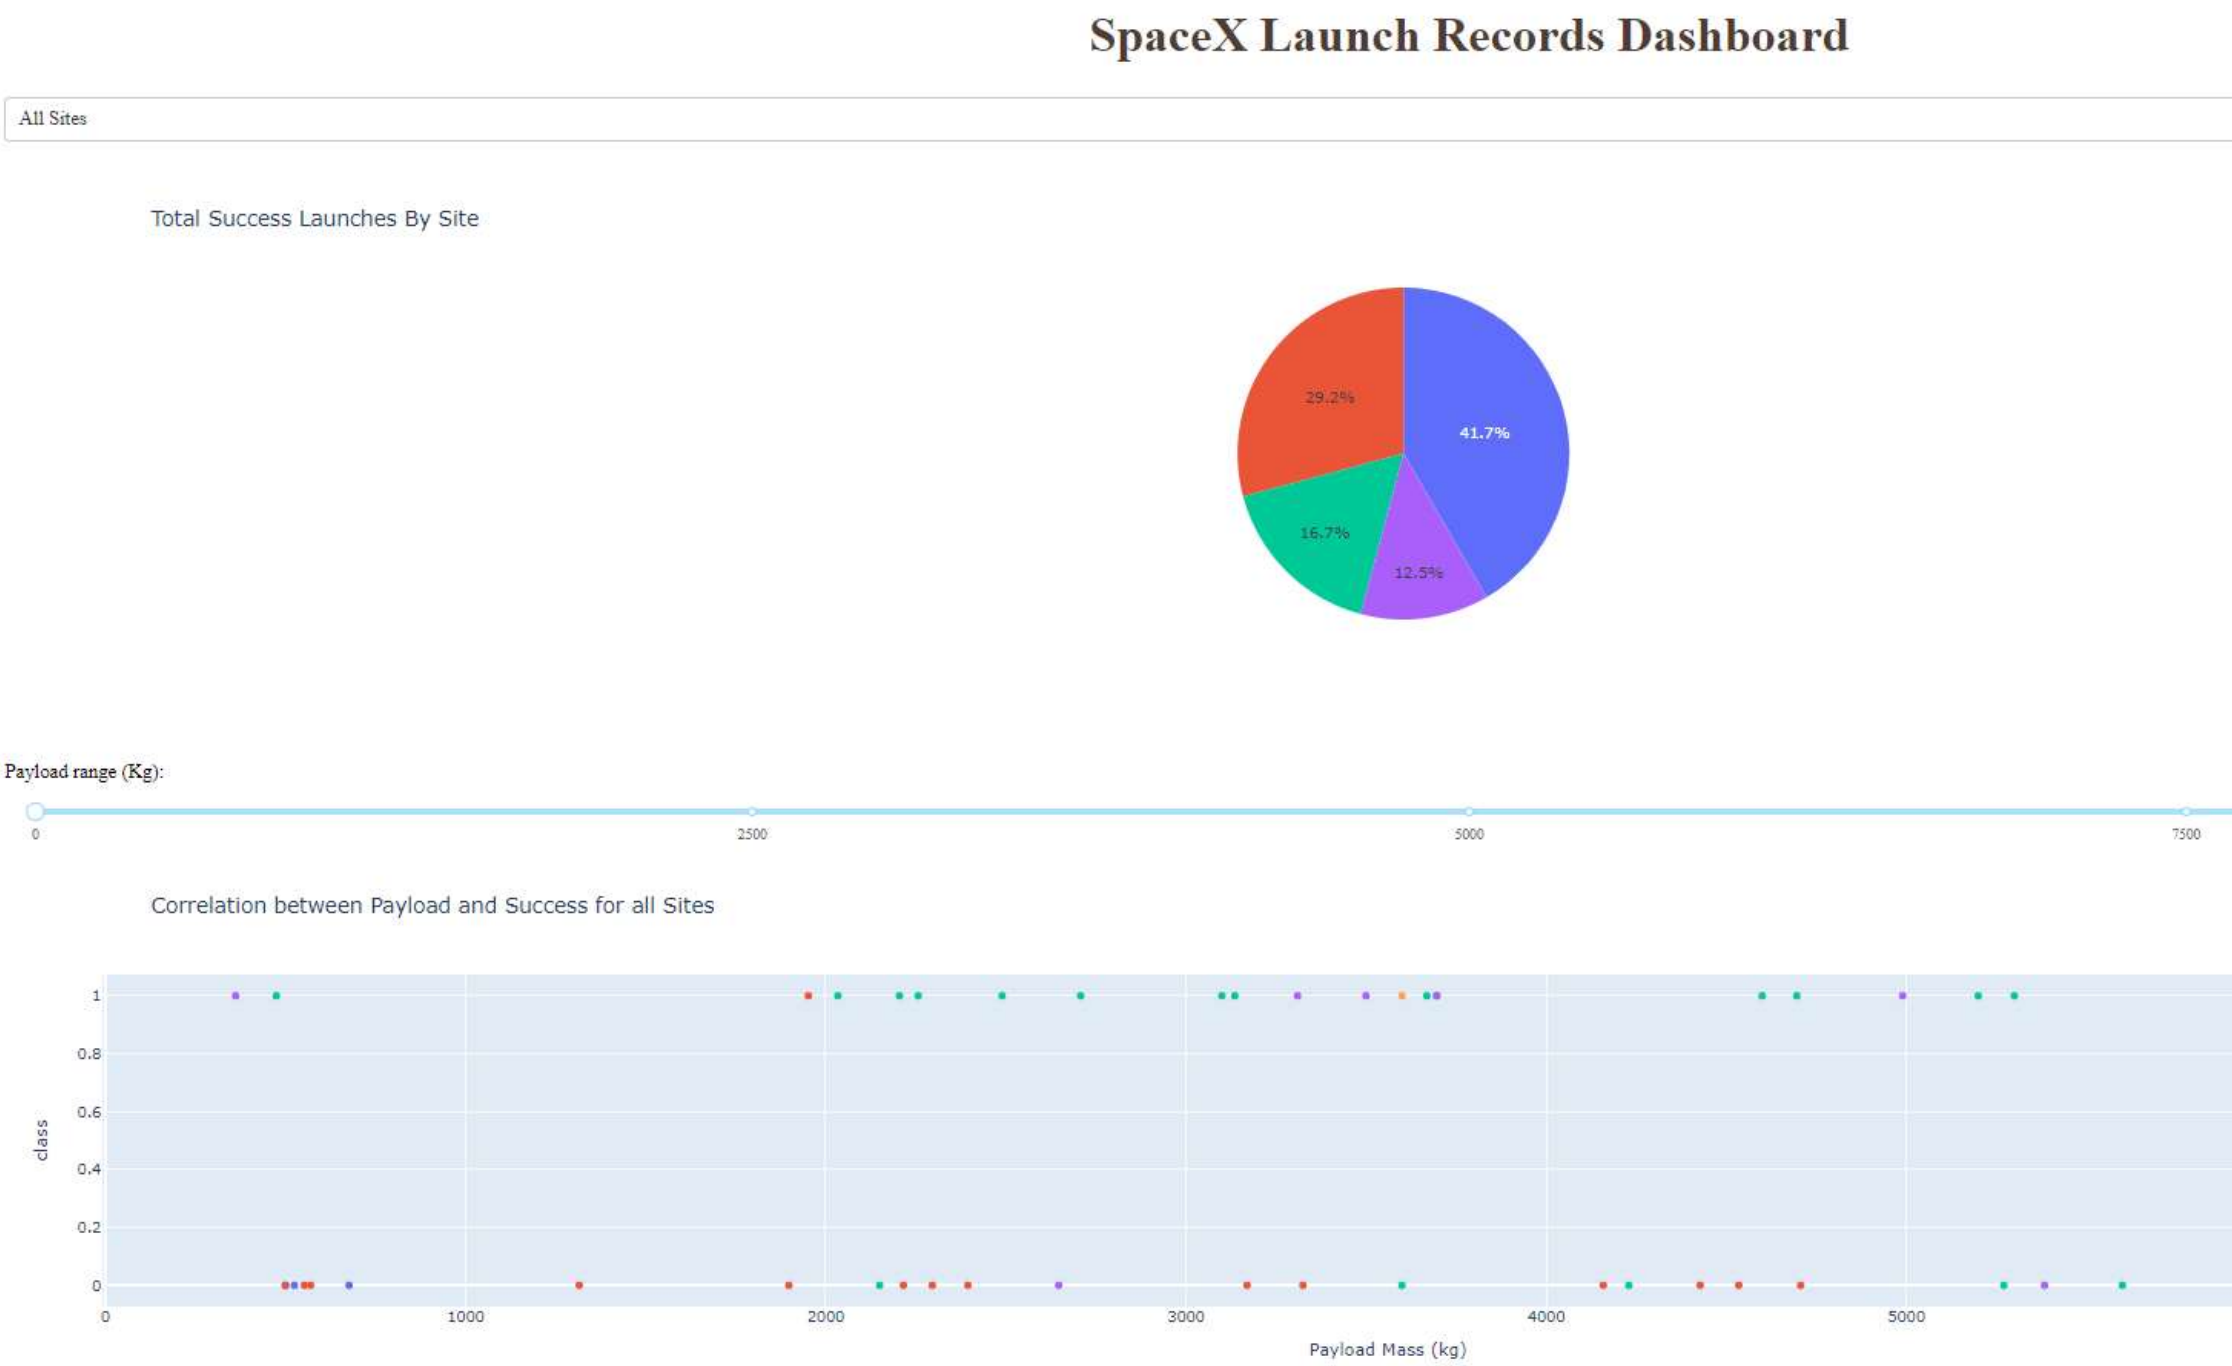 SpaceX Launch Records Dashboard
All Sites
Total Success Launches By Site
29.2%
41.7%
16.7%
12.5%
Payload range (Kg):
0 2500 5000 7500
Correlation between Payload and Success for all Sites
1
0.8
0.6
class
0.4
0.2
0
0 1000 2000 3000 4000 5000
Payload Mass (kg)